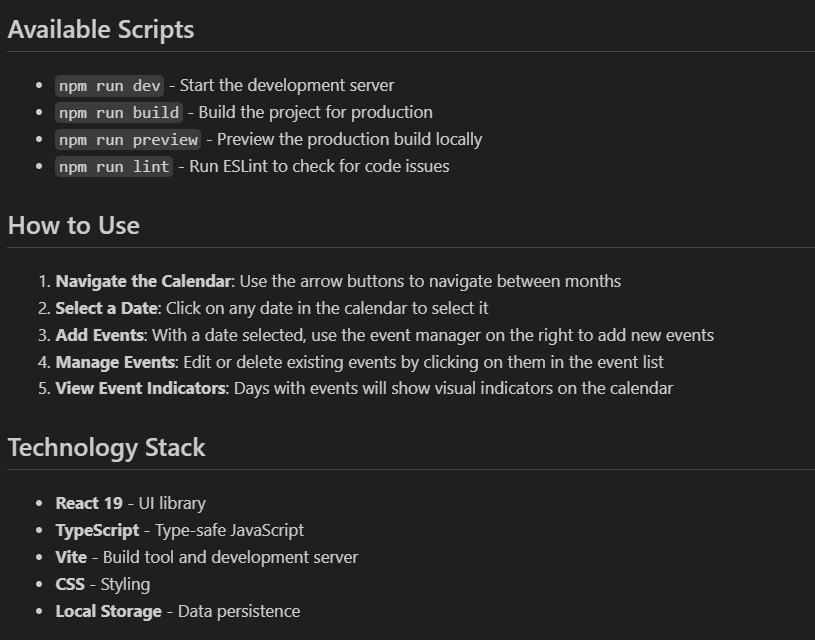 Available Scripts
• npm run dev - Start the development server
• npm run build - Build the project for production
• npm run preview - Preview the production build locally
• npm run lint - Run ESLint to check for code issues
How to Use
1. Navigate the Calendar: Use the arrow buttons to navigate between months
2. Select a Date: Click on any date in the calendar to select it
3. Add Events: With a date selected, use the event manager on the right to add new events
4. Manage Events: Edit or delete existing events by clicking on them in the event list
5. View Event Indicators: Days with events will show visual indicators on the calendar
Technology Stack
• React 19 - UI library
• TypeScript - Type-safe JavaScript
• Vite - Build tool and development server
• CSS - Styling
• Local Storage - Data persistence